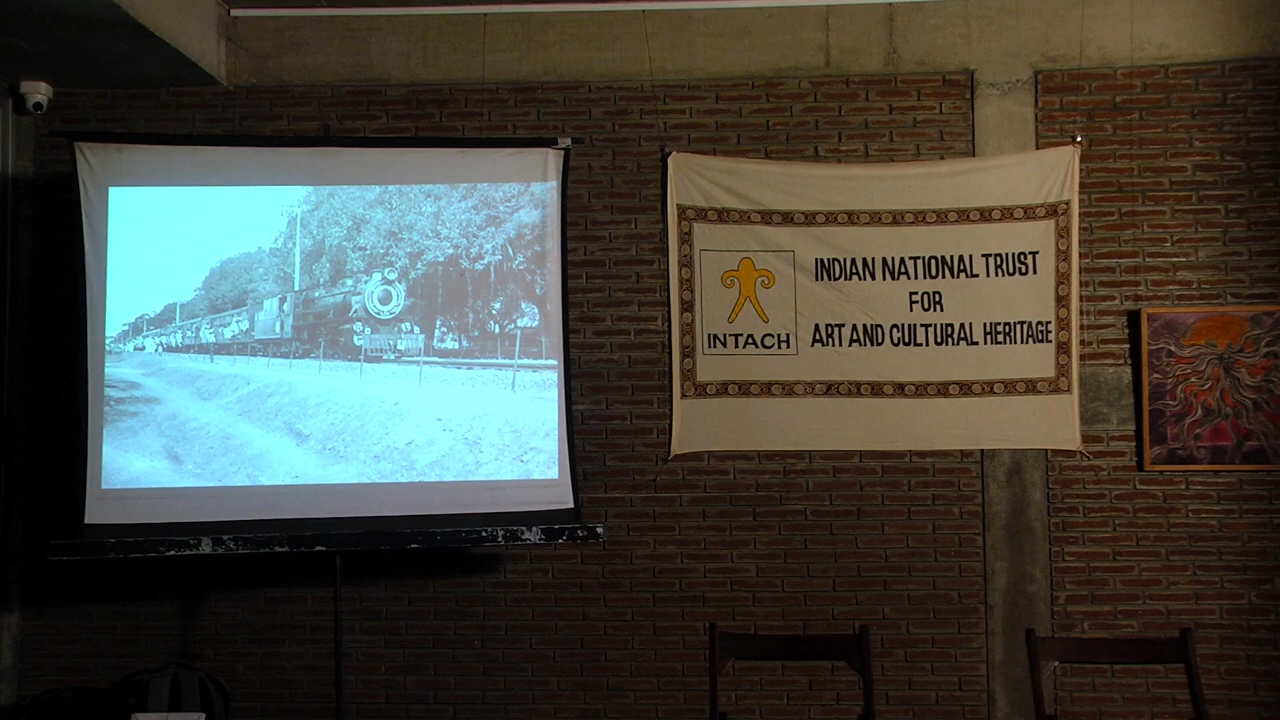 INDIAN NATIONAL TRUST
FOR
ART AND CULTURAL HERITAGE
INTACH